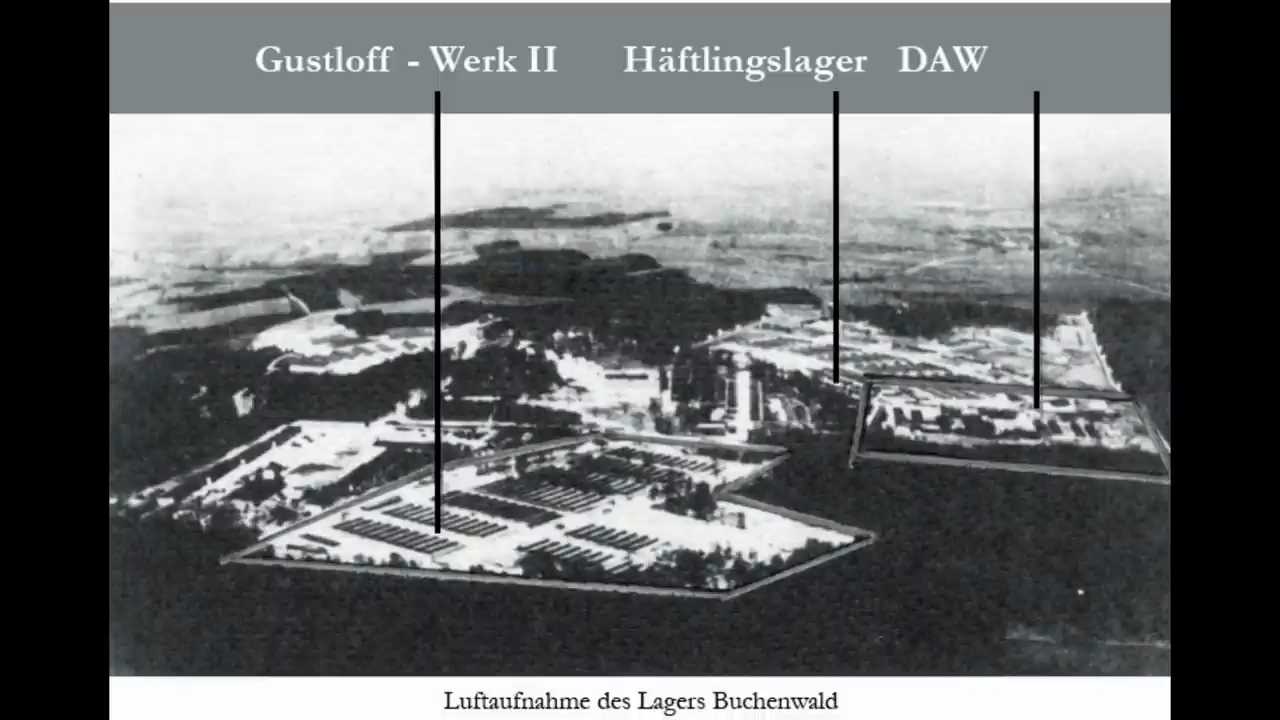 Gustloff - Werk II Häftlingslager DAW
Luftaufnahme des Lagers Buchenwald